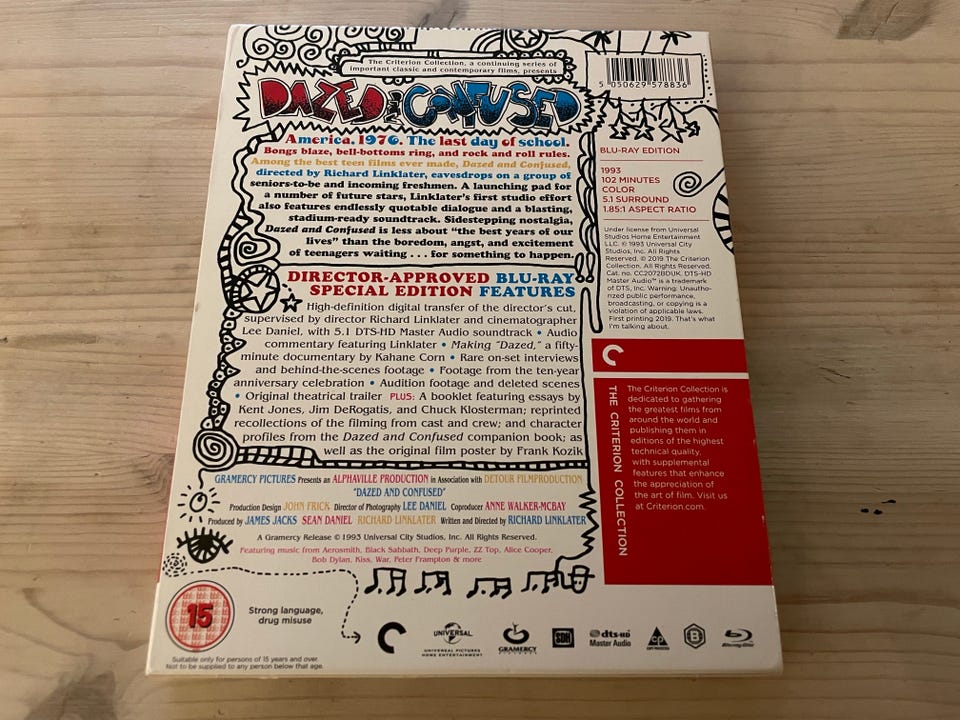 The Criterion Collection, a continuing series of
important classic and contemporary films, presents
DAZED AND CONFUSED
America, 1976. The last day of school.
Bongs blaze, bell-bottoms ring, and rock and roll rules.
Among the best teen films ever made, Dazed and Confused,
directed by Richard Linklater, eavesdrops on a group of
seniors-to-be and incoming freshmen. A launching pad for
a number of future stars, Linklater's first studio effort
also features endlessly quotable dialogue and a blasting,
stadium-ready soundtrack. Sidestepping nostalgia,
Dazed and Confused is less about “the best years of our
lives” than the boredom, angst, and excitement
of teenagers waiting . . . for something to happen.
DIRECTOR-APPROVED BLU-RAY
SPECIAL EDITION FEATURES
High-definition digital transfer of the director's cut,
supervised by director Richard Linklater and cinematographer
Lee Daniel, with 5.1 DTS-HD Master Audio soundtrack • Audio
commentary featuring Linklater • Making “Dazed,” a fifty-
minute documentary by Kahane Corn • Rare on-set interviews
and behind-the-scenes footage • Footage from the ten-year
anniversary celebration • Audition footage and deleted scenes
• Original theatrical trailer PLUS: A booklet featuring essays by
Kent Jones, Jim DeRogatis, and Chuck Klosterman; reprinted
recollections of the filming from cast and crew; and character
profiles from the Dazed and Confused companion book; as
well as the original film poster by Frank Kozik
GRAMERCY PICTURES Presents an ALPHAVILLE PRODUCTION in Association with DETOUR FILMPRODUCTION
"DAZED AND CONFUSED"
Production Design JOHN FRICK Director of Photography LEE DANIEL Coproducer ANNE WALKER-MCBAY
Produced by JAMES JACKS SEAN DANIEL RICHARD LINKLATER Written and Directed by RICHARD LINKLATER
A Gramercy Release © 1993 Universal City Studios, Inc. All Rights Reserved.
Featuring music from Aerosmith, Black Sabbath, Deep Purple, ZZ Top, Alice Cooper,
Bob Dylan, Kiss, War, Peter Frampton & more
5 050629 578836
BLU-RAY EDITION
1993
102 MINUTES
COLOR
5.1 SURROUND
1.85:1 ASPECT RATIO
Under license from Universal
Studios Home Entertainment
LLC. © 1993 Universal City
Studios, Inc. All Rights
Reserved. © 2019 The Criterion
Collection. All Rights Reserved.
Cat. no. CC2072BDUK. DTS-HD
Master Audio™ is a trademark
of DTS, Inc. Warning: Unautho-
rized public performance,
broadcasting, or copying is a
violation of applicable laws.
First printing 2019. That's what
I'm talking about.
THE CRITERION COLLECTION
The Criterion Collection is
dedicated to gathering
the greatest films from
around the world and
publishing them in
editions of the highest
technical quality,
with supplemental
features that enhance
the appreciation of
the art of film. Visit us
at Criterion.com.
15
Strong language,
drug misuse
Suitable only for persons of 15 years and over.
Not to be supplied to any person below that age.
UNIVERSAL
UNIVERSAL PICTURES
HOME ENTERTAINMENT
GRAMERCY
PICTURES
SDH
dts-HD
Master Audio
B
Blu-ray Disc